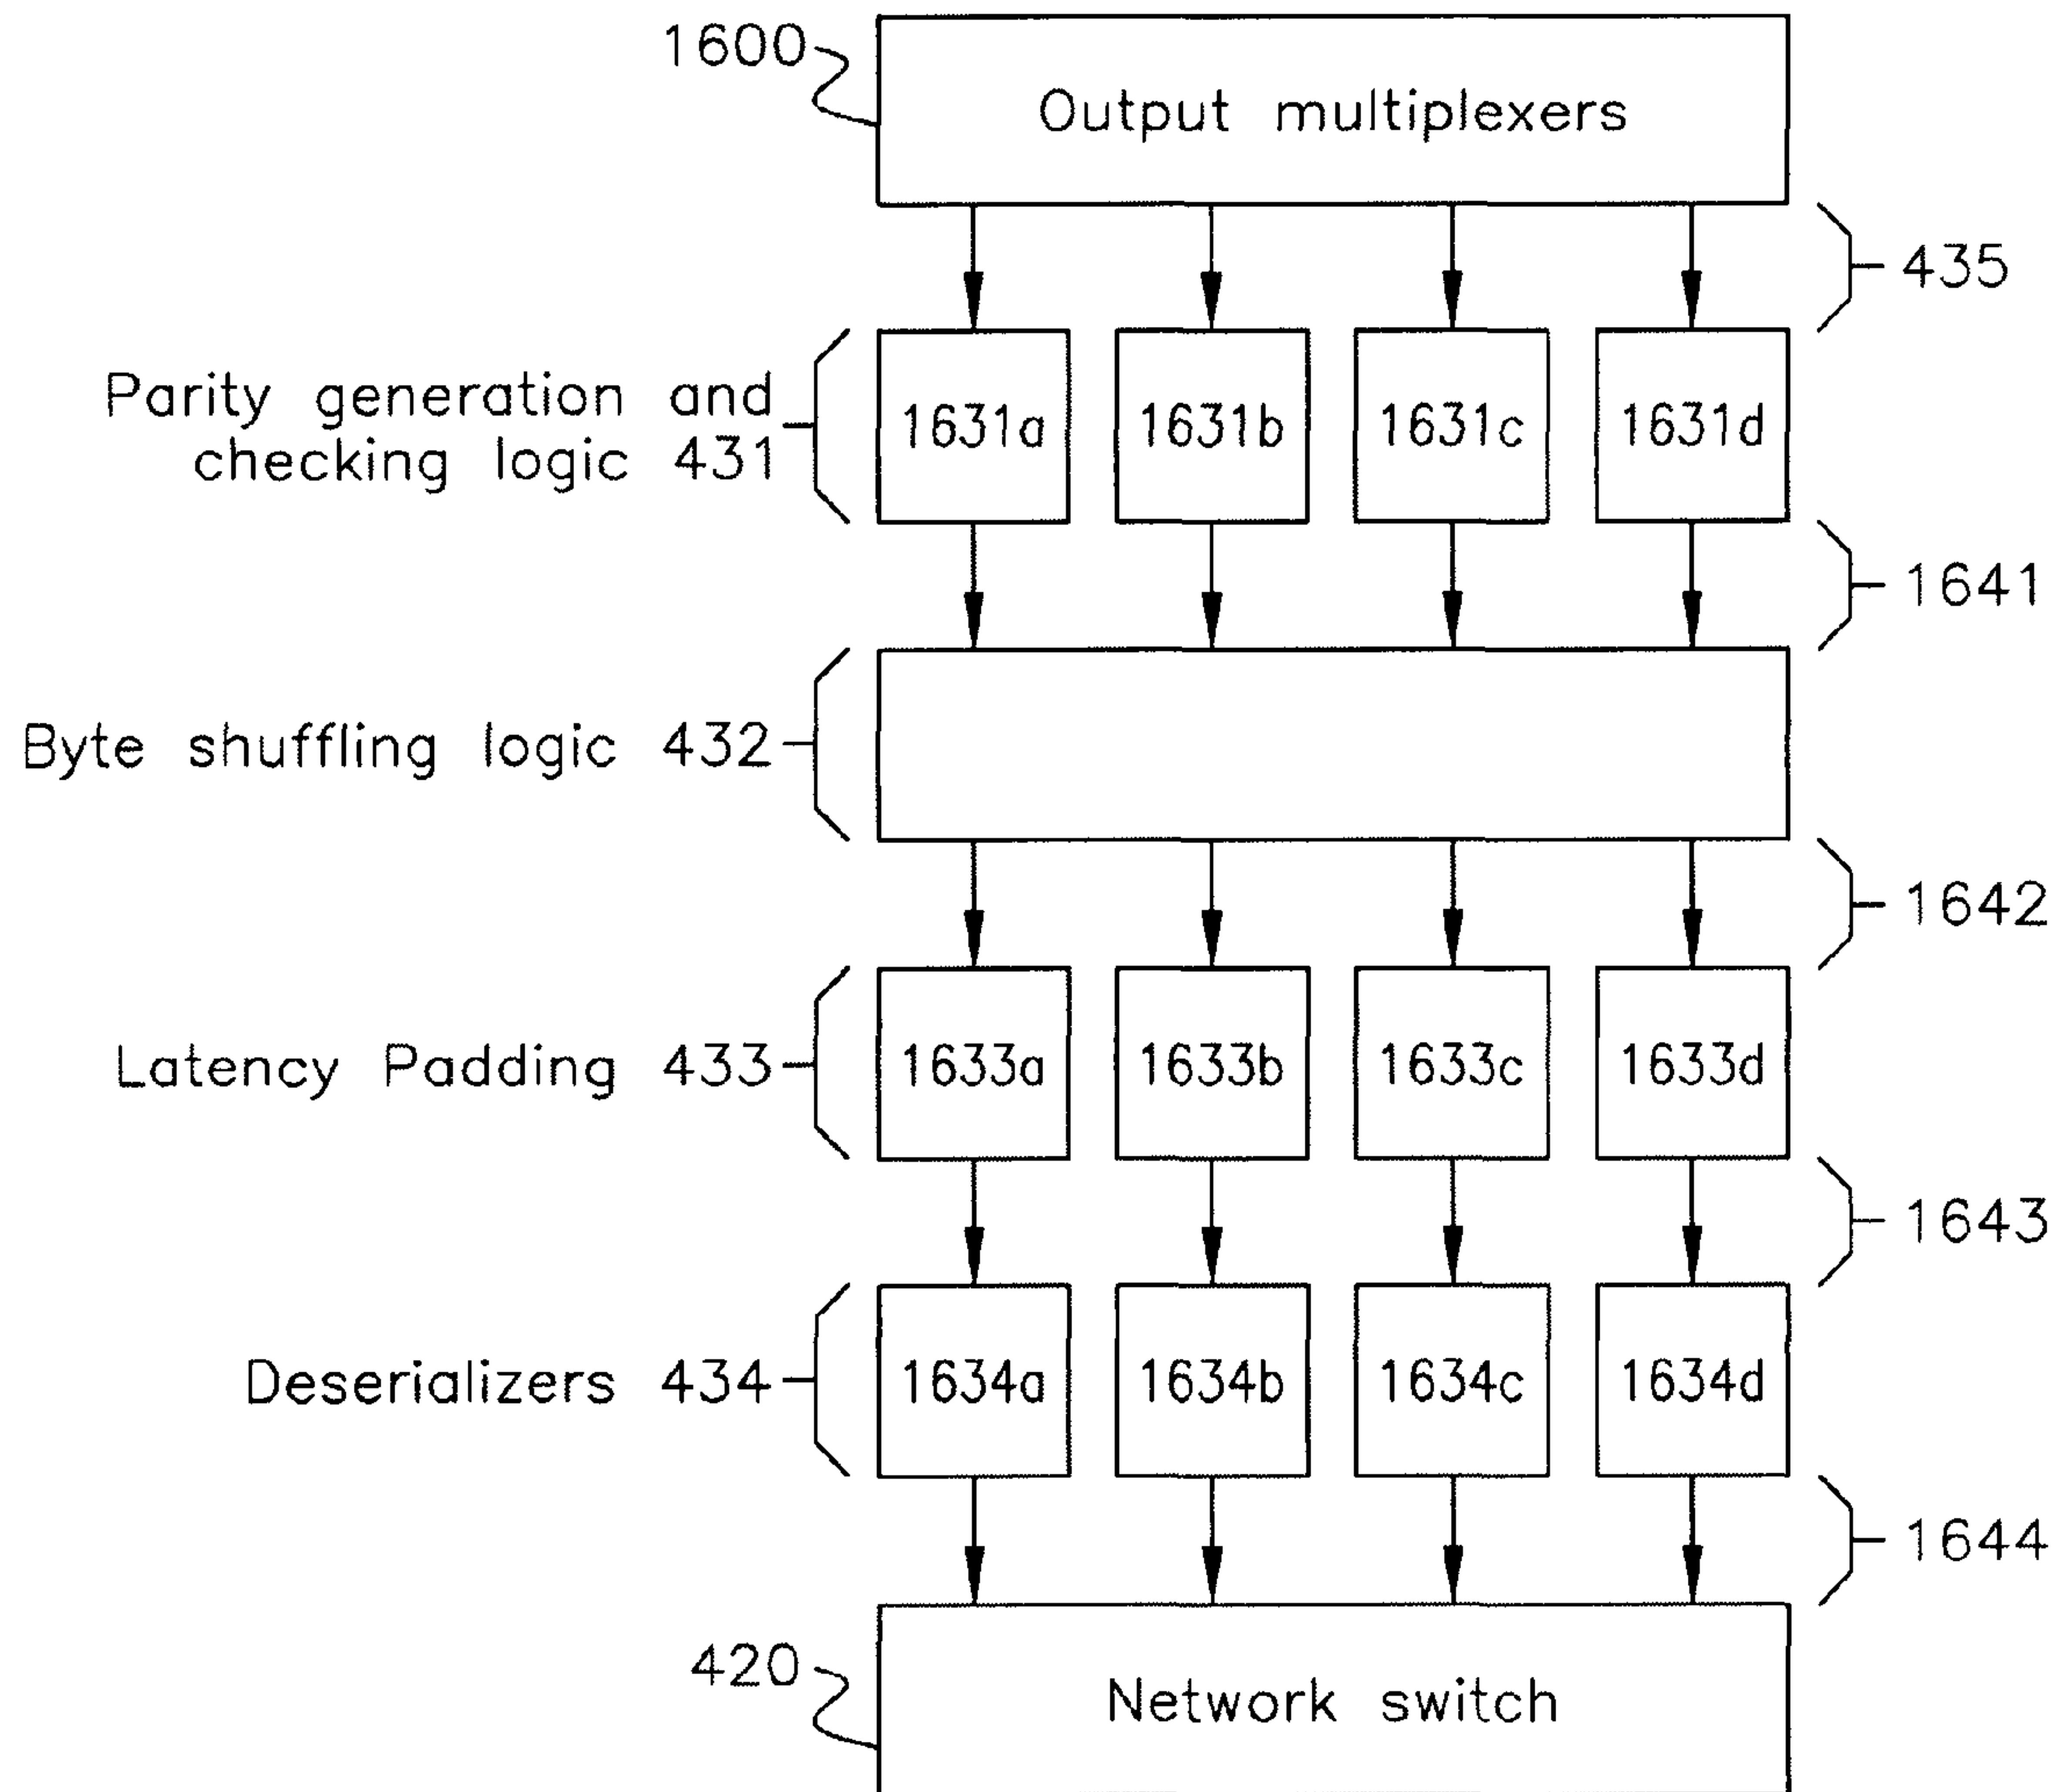 1600
Output multiplexers
435
Parity generation and
checking logic 431
1631a 1631b 1631c 1631d
1641
Byte shuffling logic 432
1642
Latency Padding 433
1633a 1633b 1633c 1633d
1643
Deserializers 434
1634a 1634b 1634c 1634d
1644
420
Network switch